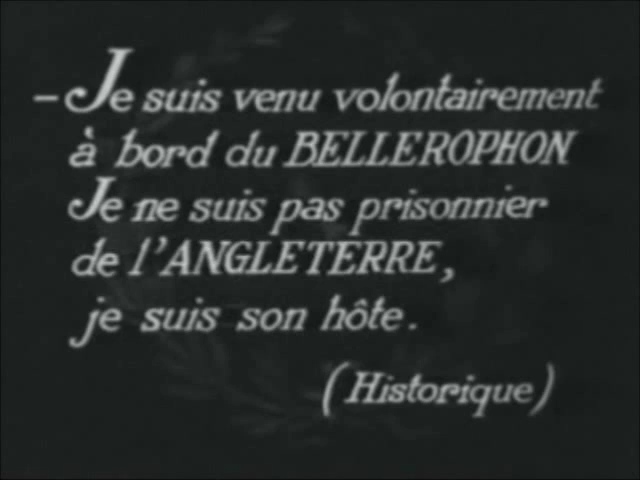 – Je suis venu volontairement
à bord du BELLEROPHON
Je ne suis pas prisonnier
de l'ANGLETERRE,
je suis son hôte.
(Historique)